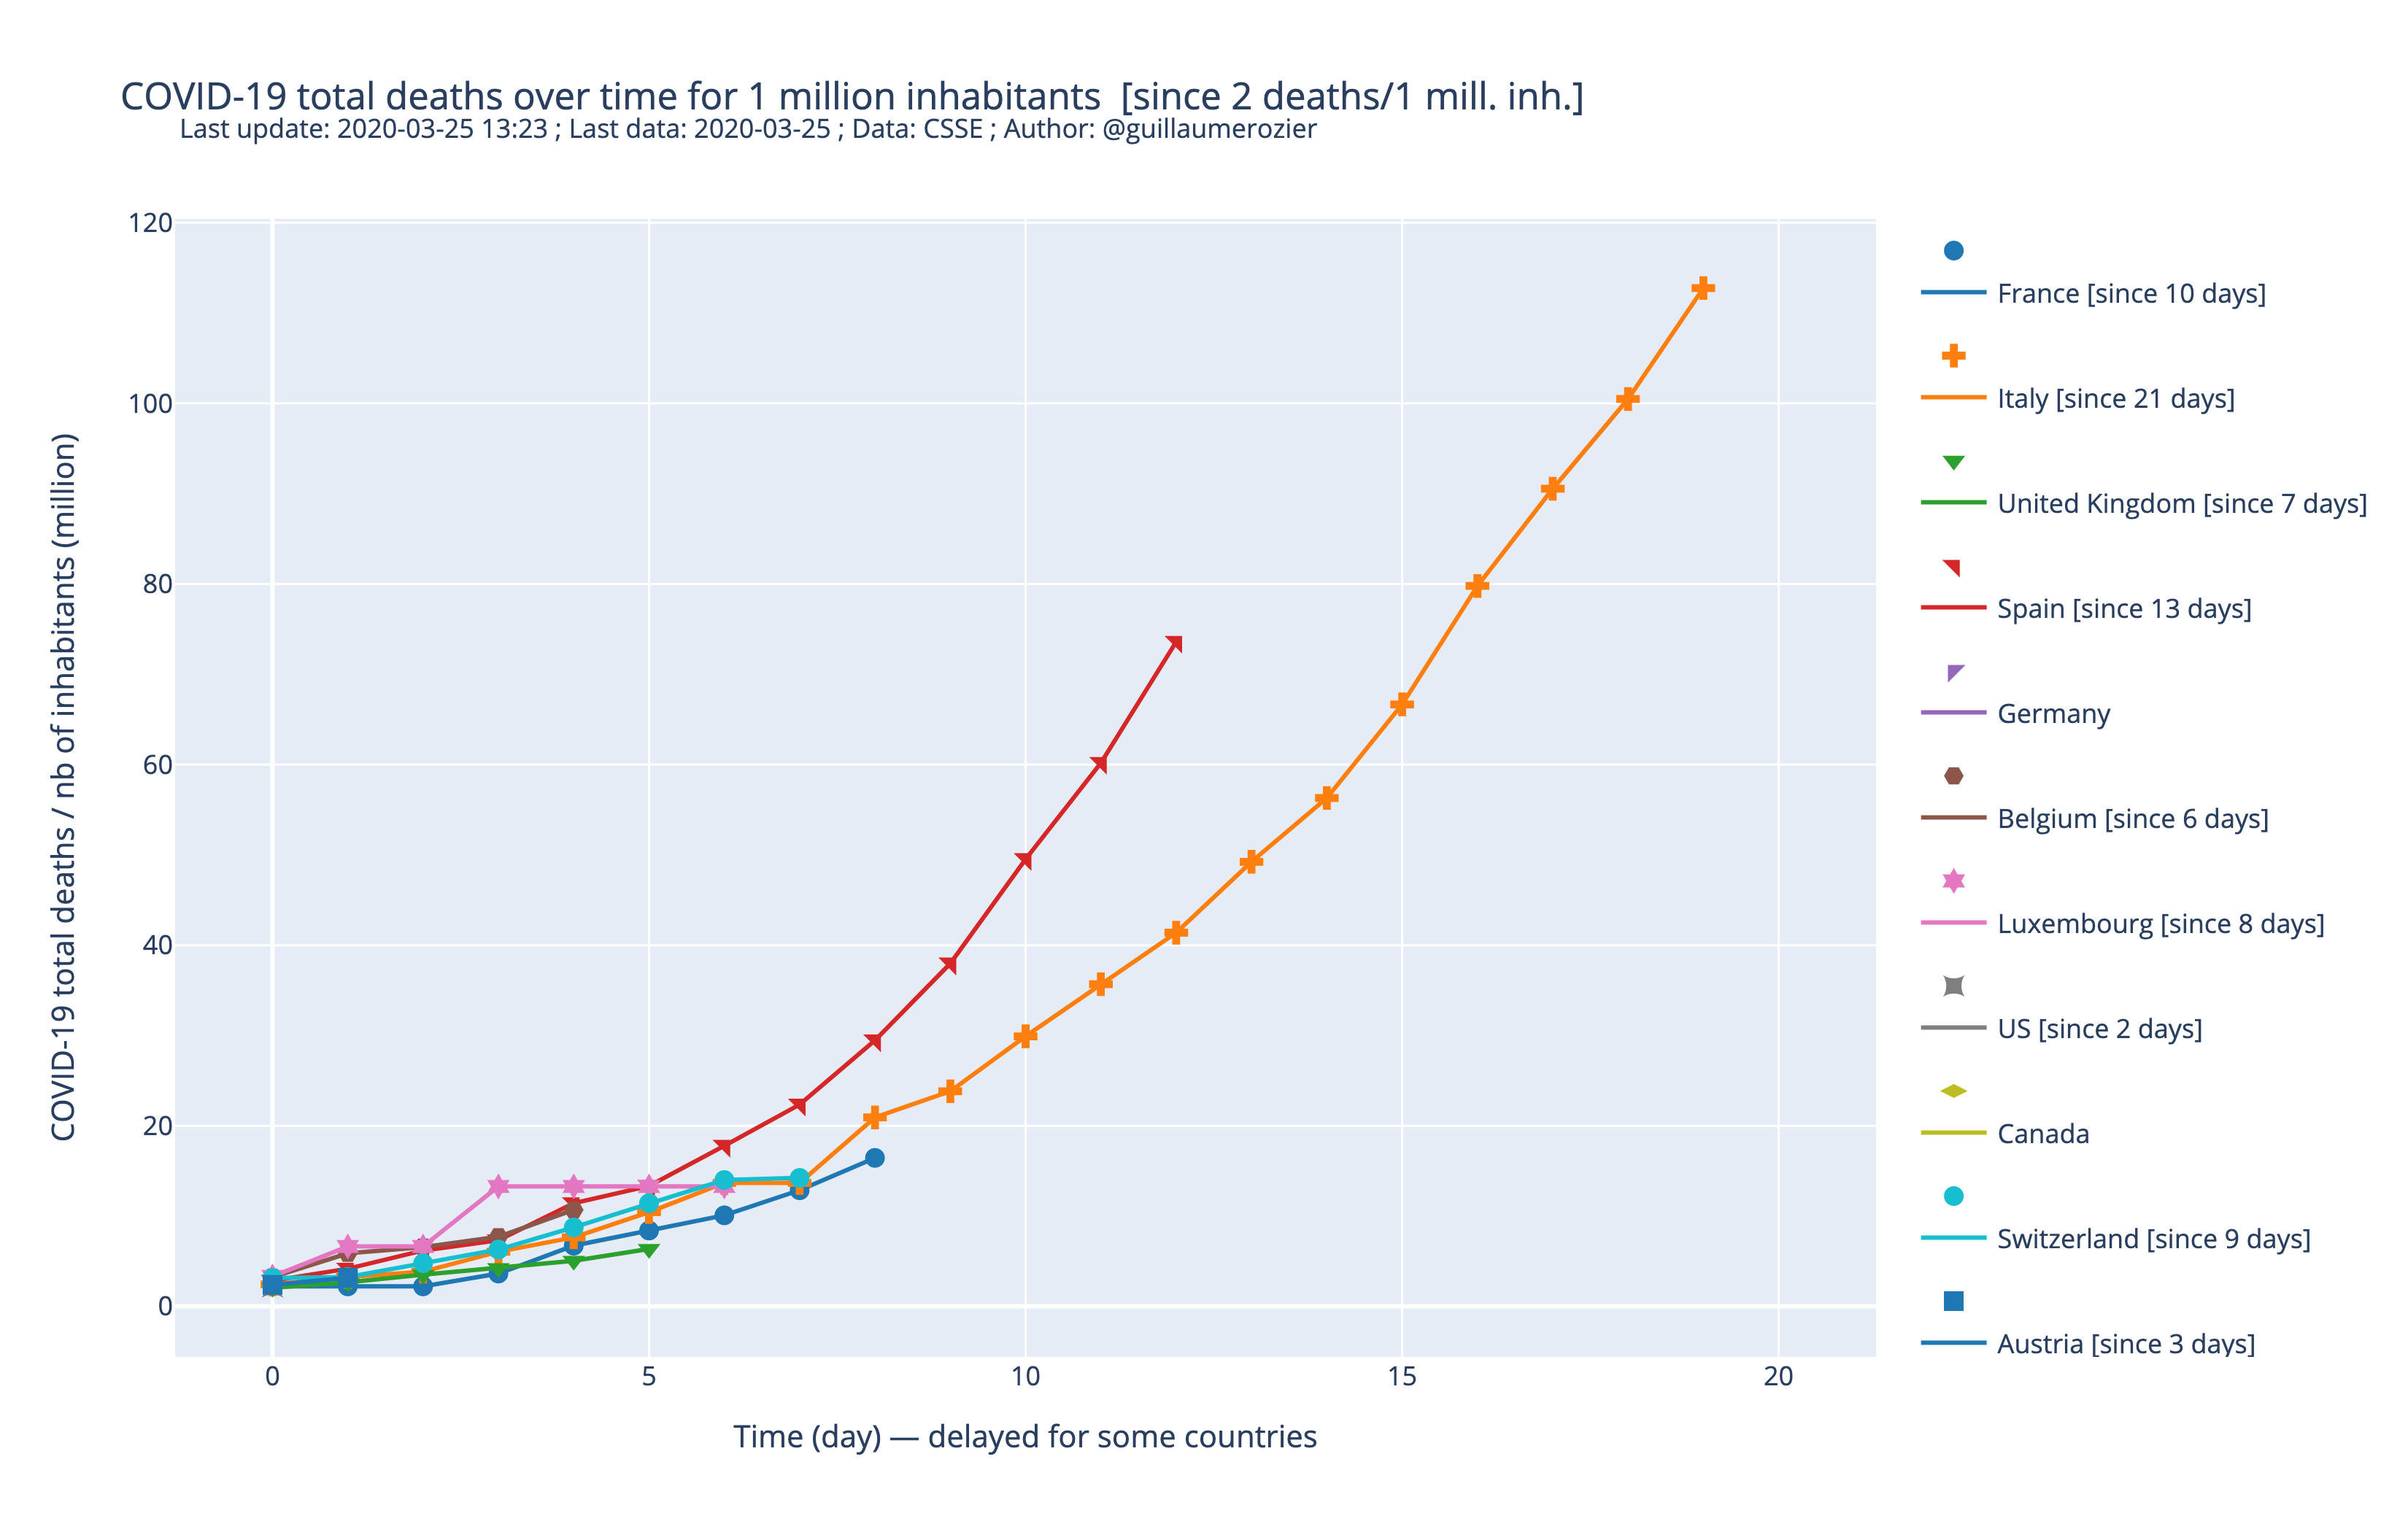 COVID-19 total deaths over time for 1 million inhabitants  [since 2 deaths/1 mill. inh.]
Last update: 2020-03-25 13:23 ; Last data: 2020-03-25 ; Data: CSSE ; Author: @guillaumerozier
COVID-19 total deaths / nb of inhabitants (million)
120
100
80
60
40
20
0
0
5
10
15
20
Time (day) — delayed for some countries
France [since 10 days]
Italy [since 21 days]
United Kingdom [since 7 days]
Spain [since 13 days]
Germany
Belgium [since 6 days]
Luxembourg [since 8 days]
US [since 2 days]
Canada
Switzerland [since 9 days]
Austria [since 3 days]